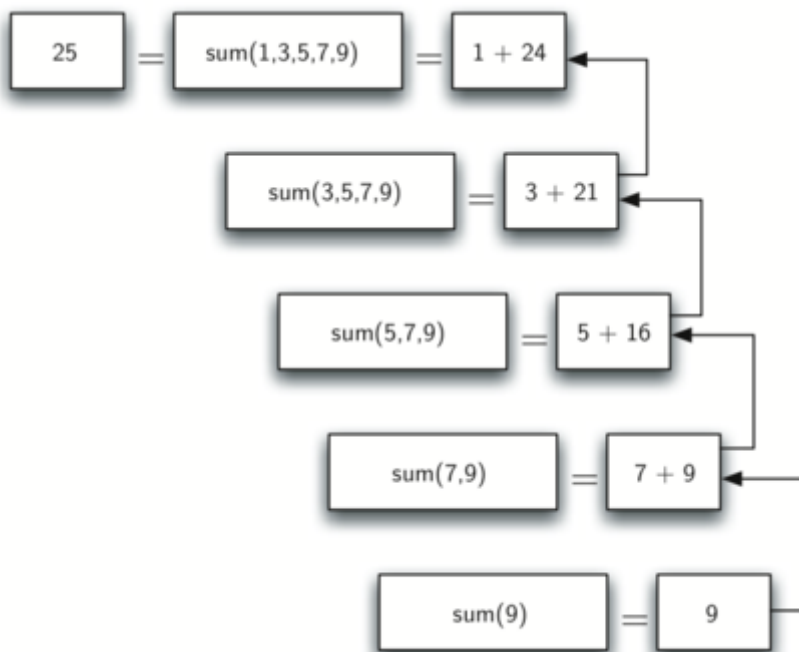 25 = sum(1,3,5,7,9) = 1 + 24
sum(3,5,7,9) = 3 + 21
sum(5,7,9) = 5 + 16
sum(7,9) = 7 + 9
sum(9) = 9